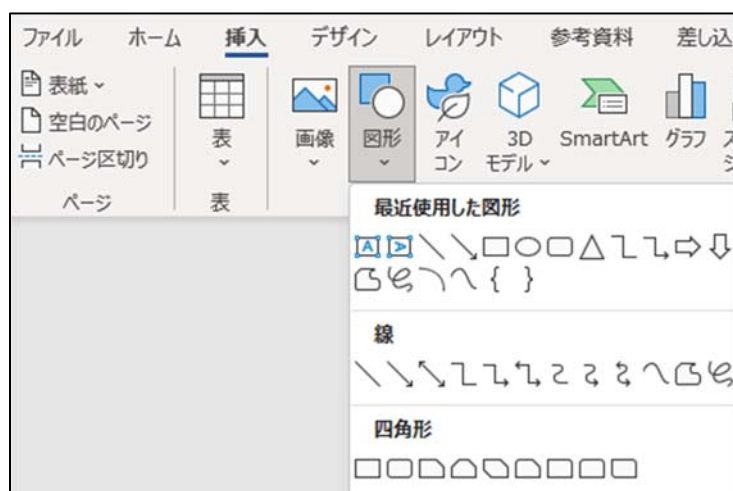 ファイル ホーム 挿入 デザイン レイアウト 参考資料 差し込
表紙
空白のページ
ページ区切り
ページ
表
表
画像
図形
アイ
コン
3D
モデル
SmartArt
グラフ
最近使用した図形
A A
{ }
線
四角形